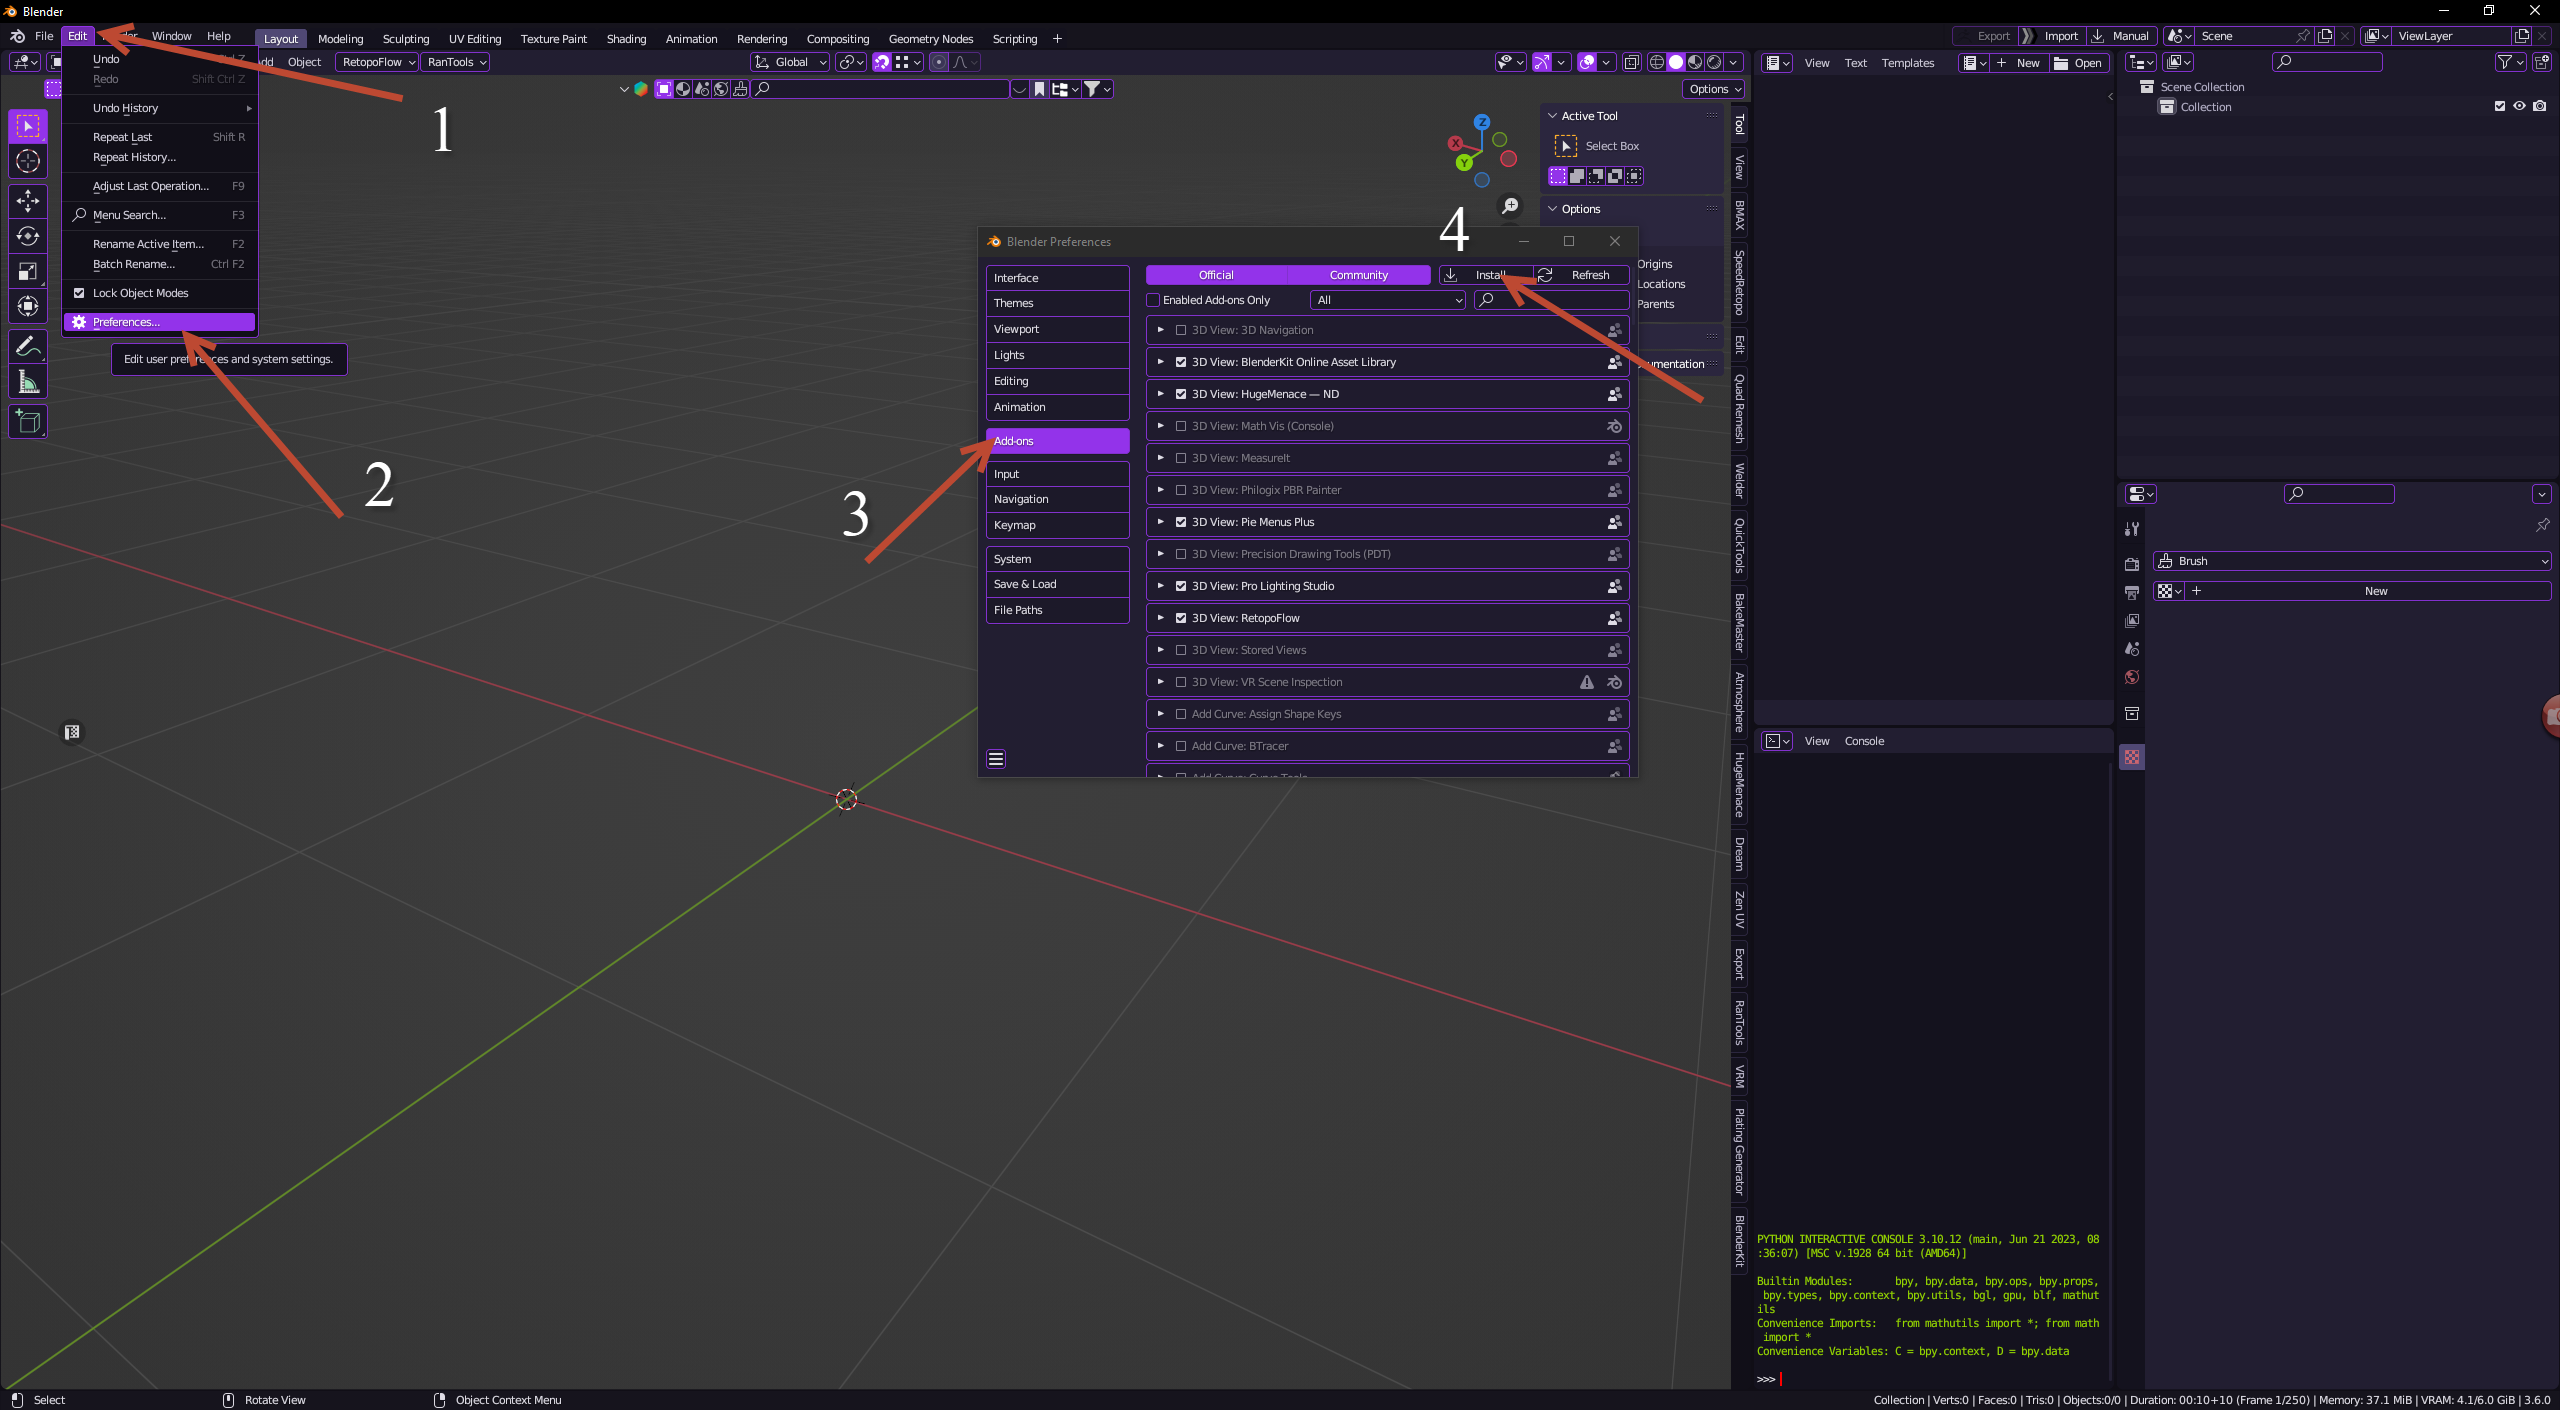 Blender
File Edit Window Help Layout Modeling Sculpting UV Editing Texture Paint Shading Animation Rendering Compositing Geometry Nodes Scripting +
Export Import Manual Scene ViewLayer
Object RetopoFlow RanTools Global
View Text Templates + New Open
Options
Undo
Redo Shift Ctrl Z
Undo History
Repeat Last Shift R
Repeat History...
Adjust Last Operation... F9
Menu Search... F3
Rename Active Item... F2
Batch Rename... Ctrl F2
Lock Object Modes
Preferences...
Edit user preferences and system settings.
1
2
3
4
Z
X
Y
Active Tool
Select Box
Options
Origins
Locations
Parents
Blender Preferences
Interface
Themes
Viewport
Lights
Editing
Animation
Add-ons
Input
Navigation
Keymap
System
Save & Load
File Paths
Official Community Install Refresh
Enabled Add-ons Only All
3D View: 3D Navigation
3D View: BlenderKit Online Asset Library
3D View: HugeMenace — ND
3D View: Math Vis (Console)
3D View: MeasureIt
3D View: Philogix PBR Painter
3D View: Pie Menus Plus
3D View: Precision Drawing Tools (PDT)
3D View: Pro Lighting Studio
3D View: RetopoFlow
3D View: Stored Views
3D View: VR Scene Inspection
Add Curve: Assign Shape Keys
Add Curve: BTracer
Tool
View
BMAX
SpeedRetopo
Edit
Quad Remesh
Welder
QuickTools
BakeMaster
Atmosphere
HugeMenace
Dream
Zen UV
Export
RanTools
VRM
Plating Generator
BlenderKit
Scene Collection
Collection
Brush
+ New
View Console
PYTHON INTERACTIVE CONSOLE 3.10.12 (main, Jun 21 2023, 08
:36:07) [MSC v.1928 64 bit (AMD64)]
Builtin Modules: bpy, bpy.data, bpy.ops, bpy.props,
bpy.types, bpy.context, bpy.utils, bgl, gpu, blf, mathut
ils
Convenience Imports: from mathutils import *; from math
import *
Convenience Variables: C = bpy.context, D = bpy.data
>>>
Select Rotate View Object Context Menu
Collection | Verts:0 | Faces:0 | Tris:0 | Objects:0/0 | Duration: 00:10+10 (Frame 1/250) | Memory: 37.1 MiB | VRAM: 4.1/6.0 GiB | 3.6.0